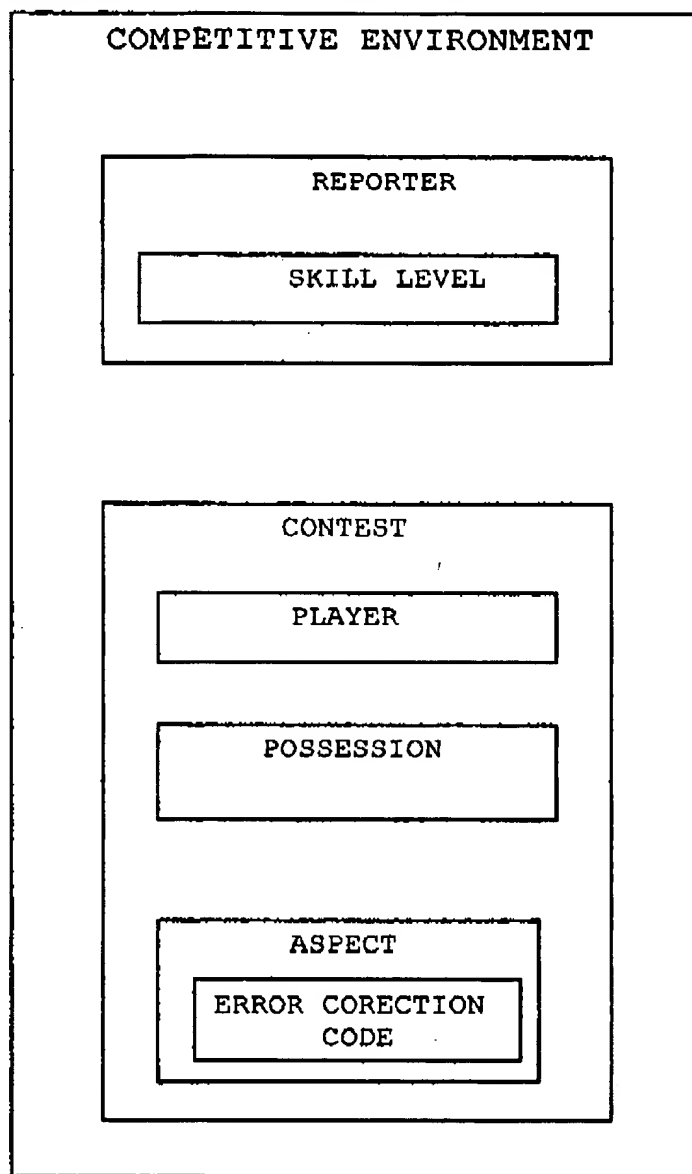 COMPETITIVE ENVIRONMENT
REPORTER
SKILL LEVEL
CONTEST
PLAYER
POSSESSION
ASPECT
ERROR CORECTION
CODE